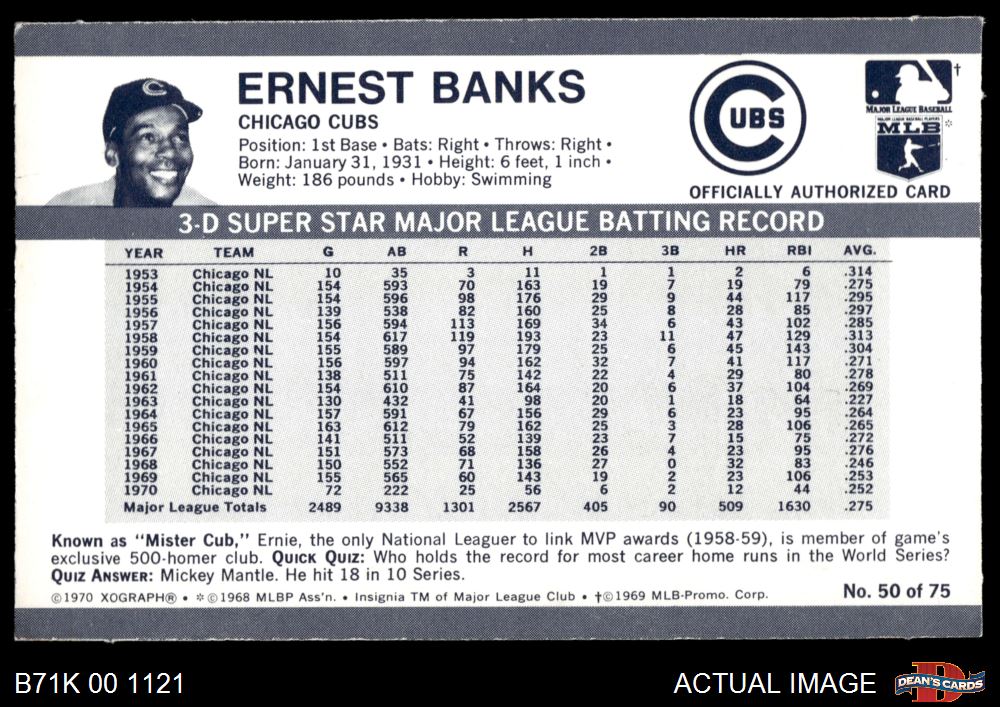 ERNEST BANKS
CHICAGO CUBS
Position: 1st Base • Bats: Right • Throws: Right •
Born: January 31, 1931 • Height: 6 feet, 1 inch •
Weight: 186 pounds • Hobby: Swimming
C
CUBS
†
MAJOR LEAGUE BASEBALL
MAJOR LEAGUE BASEBALL PLAYERS
MLB *
OFFICIALLY AUTHORIZED CARD
3-D SUPER STAR MAJOR LEAGUE BATTING RECORD
YEAR TEAM G AB R H 2B 3B HR RBI AVG.
1953 Chicago NL 10 35 3 11 1 1 2 6 .314
1954 Chicago NL 154 593 70 163 19 7 19 79 .275
1955 Chicago NL 154 596 98 176 29 9 44 117 .295
1956 Chicago NL 139 538 82 160 25 8 28 85 .297
1957 Chicago NL 156 594 113 169 34 6 43 102 .285
1958 Chicago NL 154 617 119 193 23 11 47 129 .313
1959 Chicago NL 155 589 97 179 25 6 45 143 .304
1960 Chicago NL 156 597 94 162 32 7 41 117 .271
1961 Chicago NL 138 511 75 142 22 4 29 80 .278
1962 Chicago NL 154 610 87 164 20 6 37 104 .269
1963 Chicago NL 130 432 41 98 20 1 18 64 .227
1964 Chicago NL 157 591 67 156 29 6 23 95 .264
1965 Chicago NL 163 612 79 162 25 3 28 106 .265
1966 Chicago NL 141 511 52 139 23 7 15 75 .272
1967 Chicago NL 151 573 68 158 26 4 23 95 .276
1968 Chicago NL 150 552 71 136 27 0 32 83 .246
1969 Chicago NL 155 565 60 143 19 2 23 106 .253
1970 Chicago NL 72 222 25 56 6 2 12 44 .252
Major League Totals 2489 9338 1301 2567 405 90 509 1630 .275
Known as "Mister Cub," Ernie, the only National Leaguer to link MVP awards (1958-59), is member of game's
exclusive 500-homer club. QUICK QUIZ: Who holds the record for most career home runs in the World Series?
QUIZ ANSWER: Mickey Mantle. He hit 18 in 10 Series.
©1970 XOGRAPH® • *©1968 MLBP Ass'n. • Insignia TM of Major League Club • †©1969 MLB-Promo. Corp.
No. 50 of 75
B71K 00 1121
ACTUAL IMAGE
D
DEAN'S CARDS